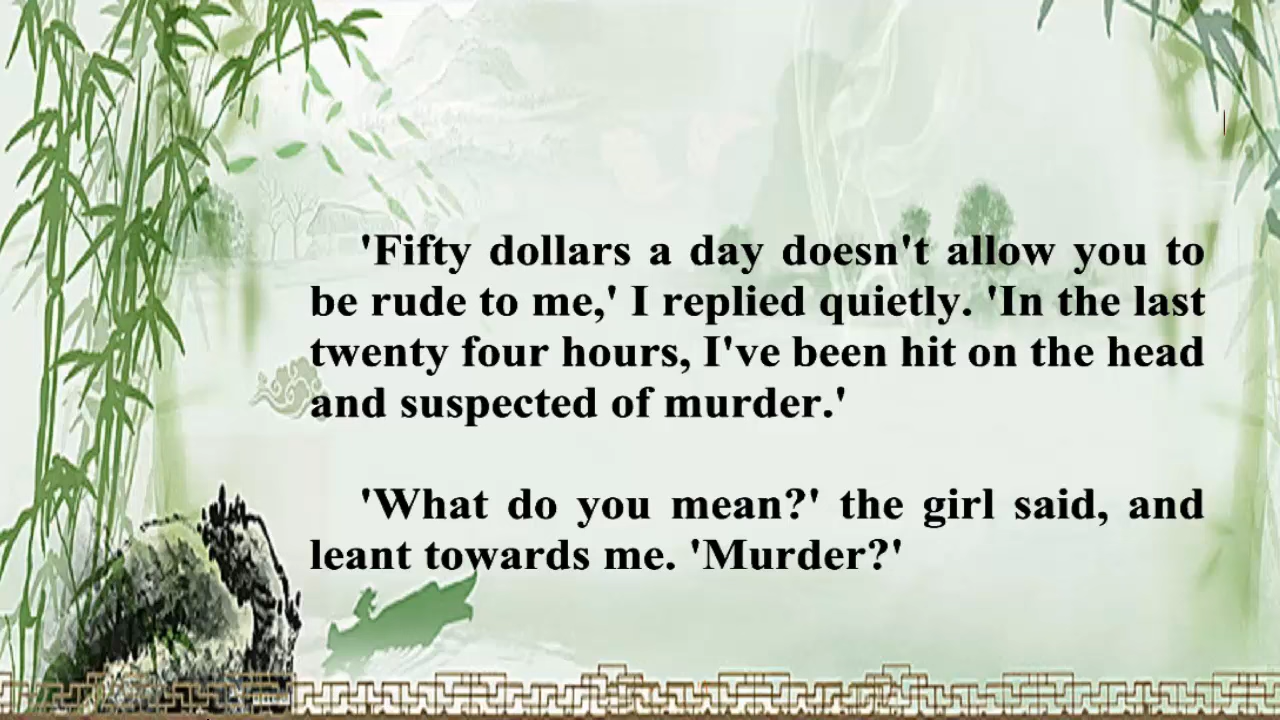 'Fifty dollars a day doesn't allow you to
be rude to me,' I replied quietly. 'In the last
twenty four hours, I've been hit on the head
and suspected of murder.'
'What do you mean?' the girl said, and
leant towards me. 'Murder?'